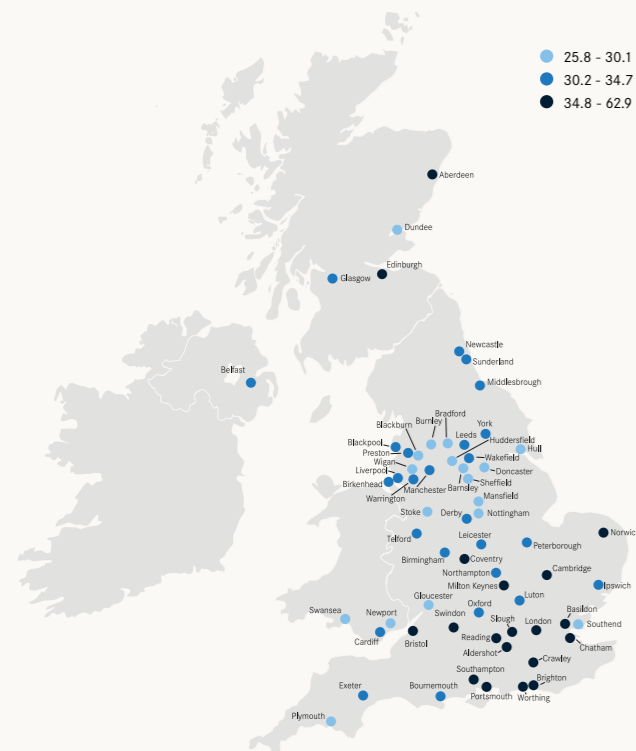 25.8 - 30.1
30.2 - 34.7
34.8 - 62.9
Aberdeen
Dundee
Edinburgh
Glasgow
Newcastle
Sunderland
Belfast
Middlesbrough
Bradford
Burnley
Blackburn
York
Leeds
Huddersfield
Blackpool
Preston
Hull
Wakefield
Wigan
Liverpool
Doncaster
Birkenhead
Sheffield
Manchester
Barnsley
Warrington
Mansfield
Stoke
Derby
Nottingham
Telford
Leicester
Norwic
Peterborough
Birmingham
Coventry
Cambridge
Northampton
Milton Keynes
Ipswich
Gloucester
Luton
Oxford
Swansea
Newport
Swindon
Basildon
Slough
London
Southend
Cardiff
Bristol
Reading
Chatham
Aldershot
Crawley
Southampton
Brighton
Exeter
Bournemouth
Portsmouth
Worthing
Plymouth